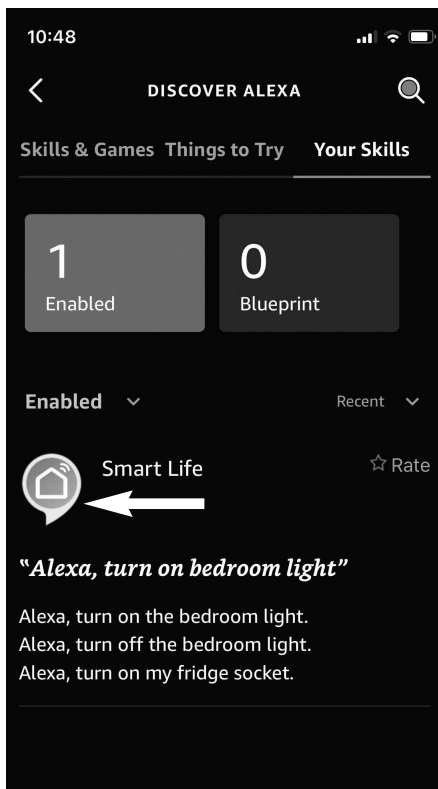 10:48
DISCOVER ALEXA
Skills & Games Things to Try Your Skills
1
Enabled
0
Blueprint
Enabled
Recent
Smart Life
Rate
“Alexa, turn on bedroom light”
Alexa, turn on the bedroom light.
Alexa, turn off the bedroom light.
Alexa, turn on my fridge socket.